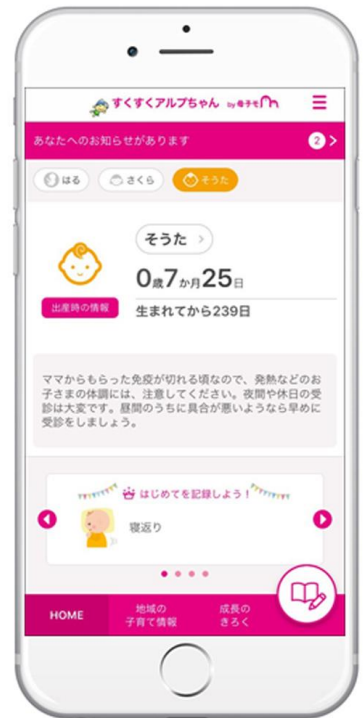 すくすくアルプちゃん by母子モ
あなたへのお知らせがあります 2
はる さくら そうた
そうた
0歳7か月25日
出産時の情報
生まれてから239日
ママからもらった免疫が切れる頃なので、発熱などのお
子さまの体調には、注意してください。夜間や休日の受
診は大変です。昼間のうちに具合が悪いようなら早めに
受診をしましょう。
はじめてを記録しよう!
寝返り
HOME
地域の
子育て情報
成長の
きろく